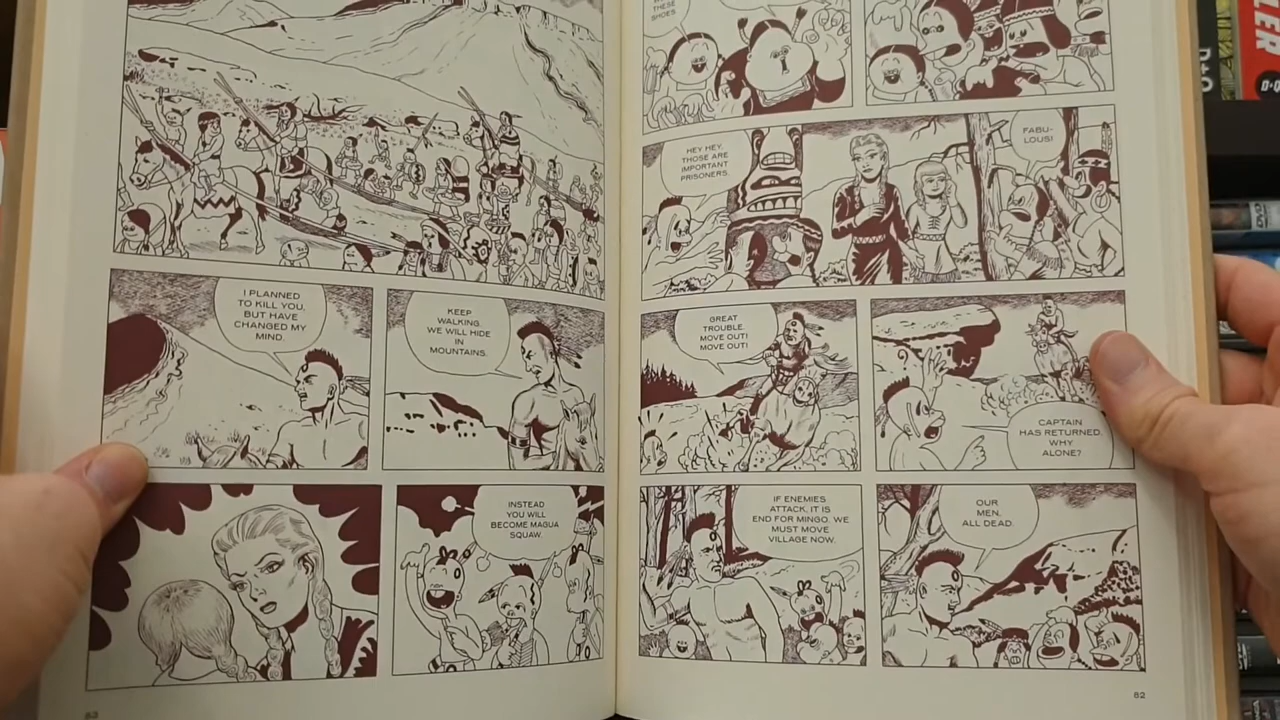 THESE
SHOES
FABU-
LOUS!
HEY HEY,
THOSE ARE
IMPORTANT
PRISONERS.
CAPTAIN
HAS RETURNED,
WHY
ALONE?
GREAT
TROUBLE.
MOVE OUT!
MOVE OUT!
OUR
MEN,
ALL DEAD.
IF ENEMIES
ATTACK, IT IS
END FOR MINGO. WE
MUST MOVE
VILLAGE NOW.
82
KEEP
WALKING.
WE WILL HIDE
IN
MOUNTAINS.
I PLANNED
TO KILL YOU,
BUT HAVE
CHANGED MY
MIND.
INSTEAD
YOU WILL
BECOME MAGUA
SQUAW.
83
LER
D+Q